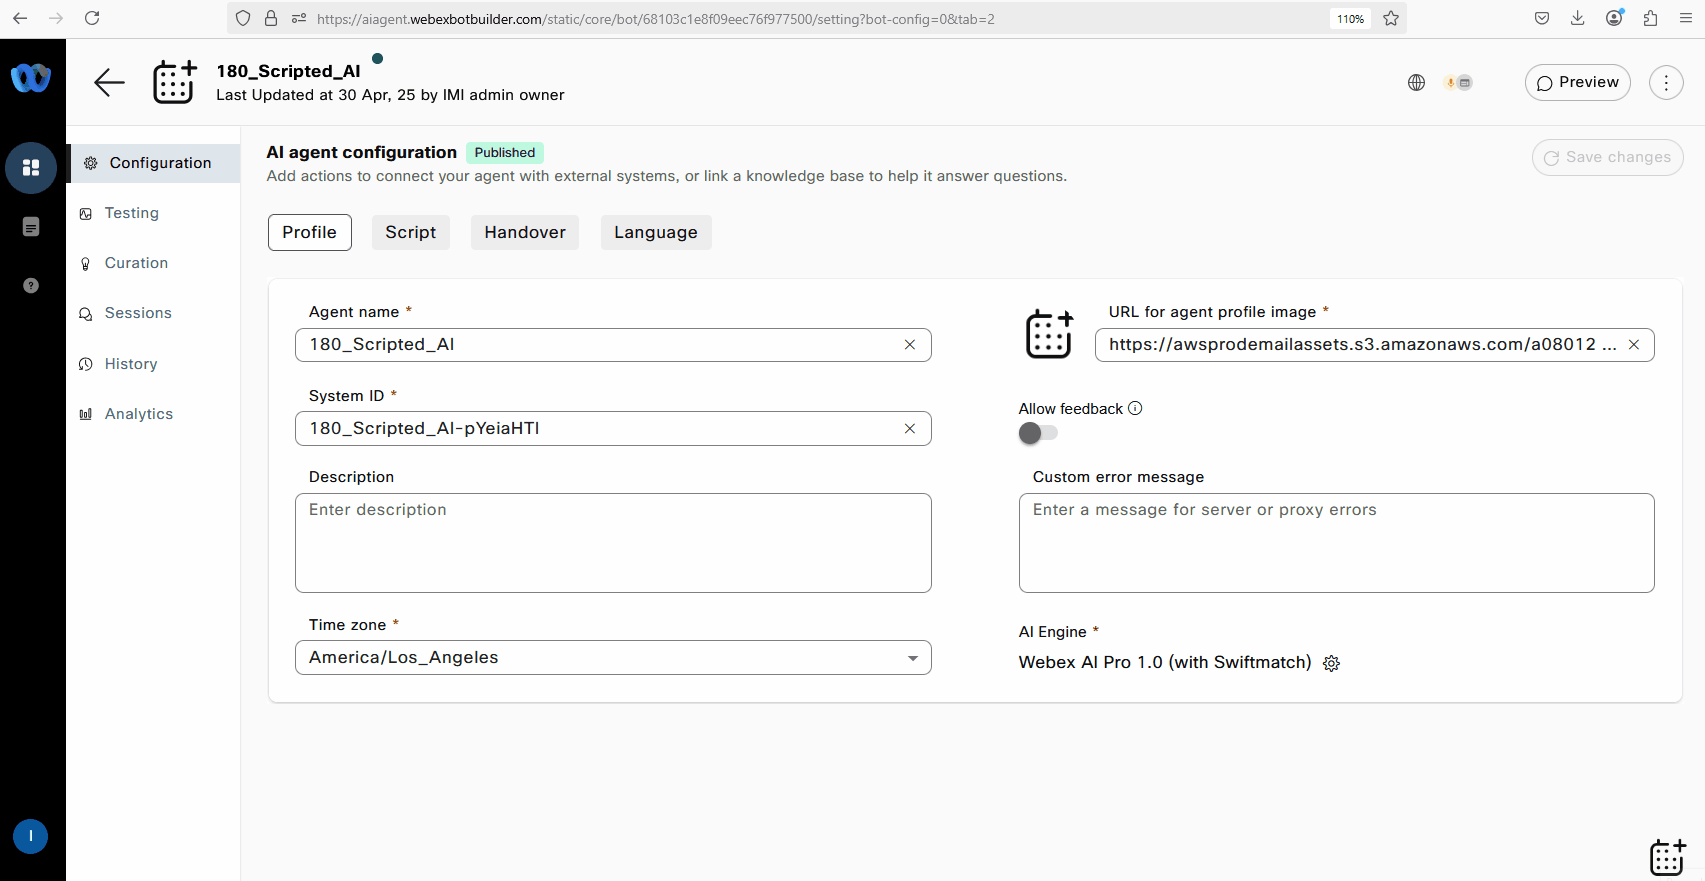 https://aiagent.webexbotbuilder.com/static/core/bot/68103c1e8f09eec76f977500/setting?bot-config=0&tab=2
110%
180_Scripted_AI
Last Updated at 30 Apr, 25 by IMI admin owner
Preview
Configuration
Testing
Curation
Sessions
History
Analytics
AI agent configuration
Published
Add actions to connect your agent with external systems, or link a knowledge base to help it answer questions.
Save changes
Profile
Script
Handover
Language
Agent name *
180_Scripted_AI
URL for agent profile image *
https://awsprodemailassets.s3.amazonaws.com/a08012 ...
System ID *
180_Scripted_AI-pYeiaHTl
Allow feedback
Description
Enter description
Custom error message
Enter a message for server or proxy errors
Time zone *
America/Los_Angeles
AI Engine *
Webex AI Pro 1.0 (with Swiftmatch)
I